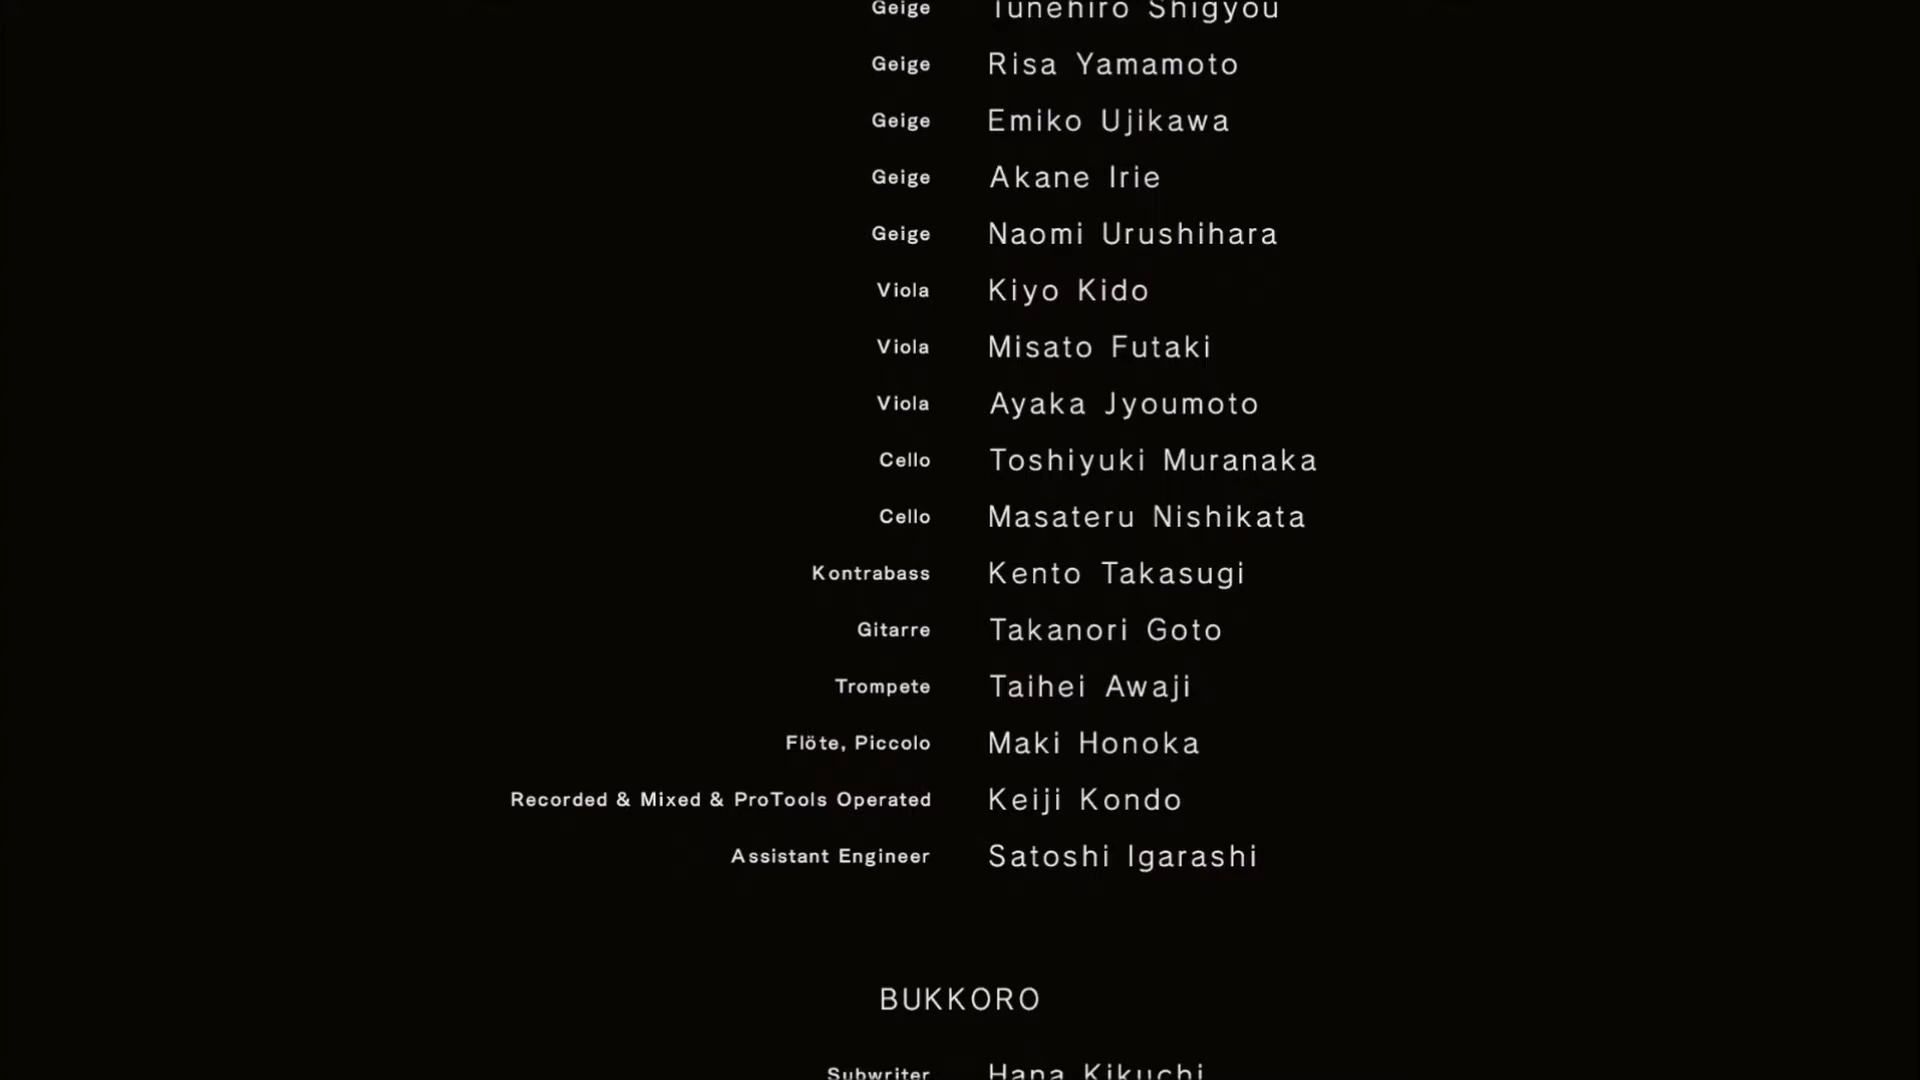 Geige Tunehiro Shigyou
Geige Risa Yamamoto
Geige Emiko Ujikawa
Geige Akane Irie
Geige Naomi Urushihara
Viola Kiyo Kido
Viola Misato Futaki
Viola Ayaka Jyoumoto
Cello Toshiyuki Muranaka
Cello Masateru Nishikata
Kontrabass Kento Takasugi
Gitarre Takanori Goto
Trompete Taihei Awaji
Flöte, Piccolo Maki Honoka
Recorded & Mixed & ProTools Operated Keiji Kondo
Assistant Engineer Satoshi Igarashi
BUKKORO
Subwriter Hana Kikuchi